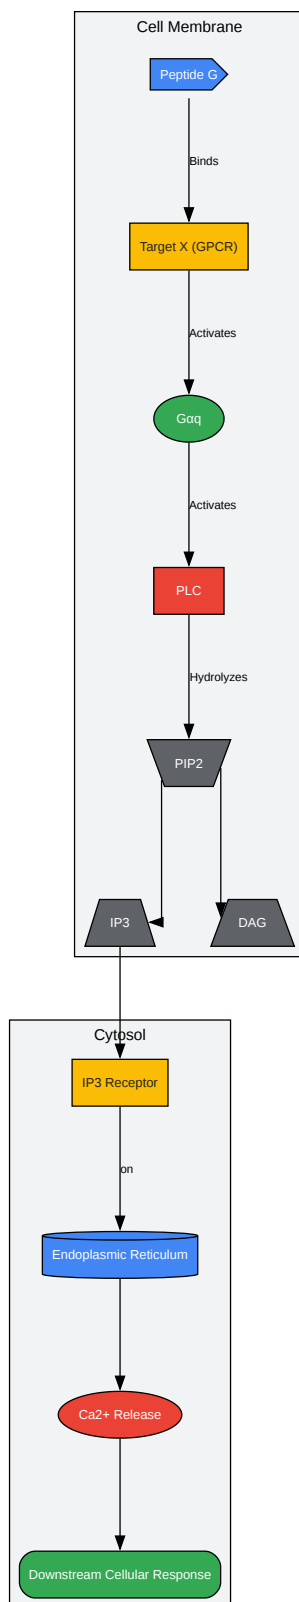 Cell Membrane
Peptide G
Binds
Target X (GPCR)
Activates
Gαq
Activates
PLC
Hydrolyzes
PIP2
IP3
DAG
Cytosol
IP3 Receptor
on
Endoplasmic Reticulum
Ca2+ Release
Downstream Cellular Response